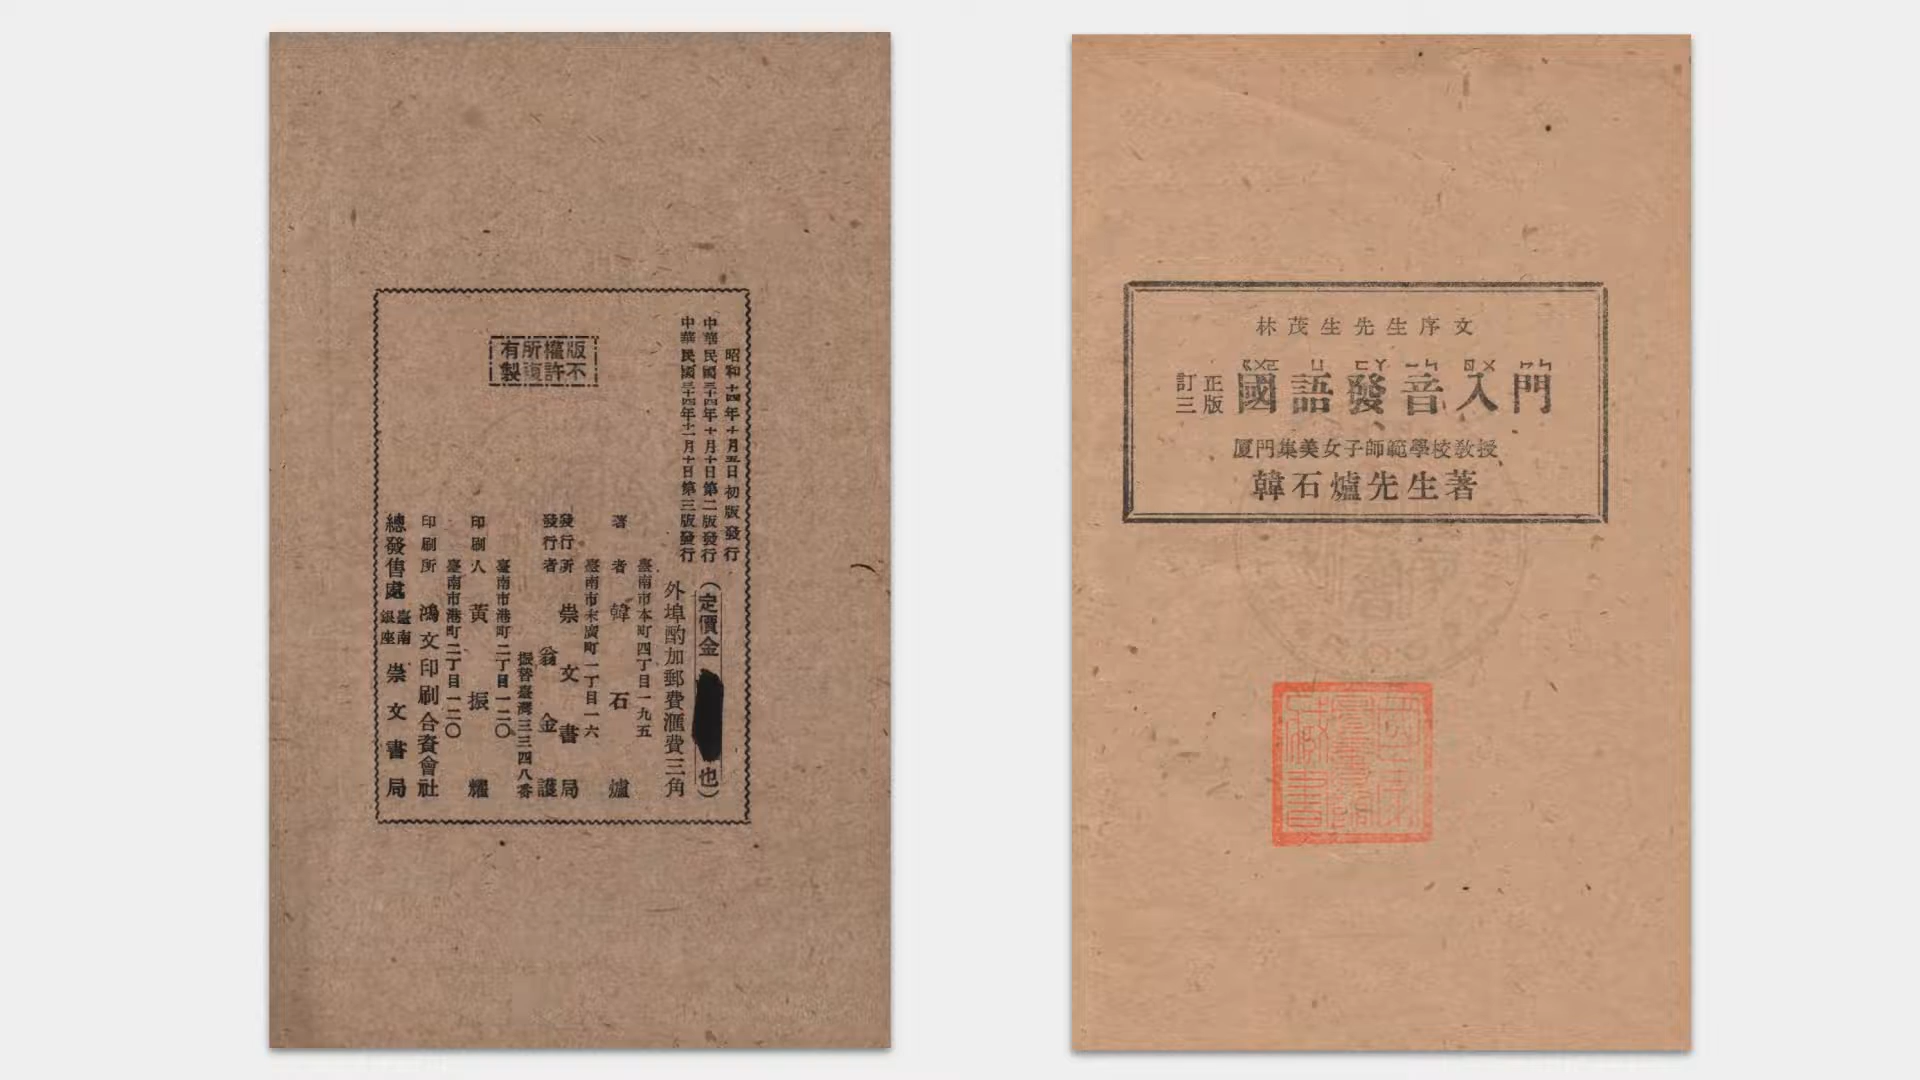 版權所有
不許複製
昭和十四年十月五日初版發行
中華民國三十四年十月十日第二版發行
中華民國三十四年十一月十日第三版發行
（定價金 也）
外埠酌加郵費滙費三角
臺南市本町四丁目一九五
著者 韓石爐
臺南市末廣町一丁目一六
發行所 崇文書局
發行者 翁金護
振替臺灣三三四八番
臺南市港町二丁目一二〇
印刷人 黃振耀
臺南市港町二丁目一二〇
印刷所 鴻文印刷合資會社
總發售處 臺南銀座 崇文書局
林茂生先生序文
ㄍㄨㄛ ㄩ ㄈㄚ ㄧㄣ ㄖㄨ ㄇㄣ
訂正三版 國語發音入門
厦門集美女子師範學校敎授
韓石爐先生著